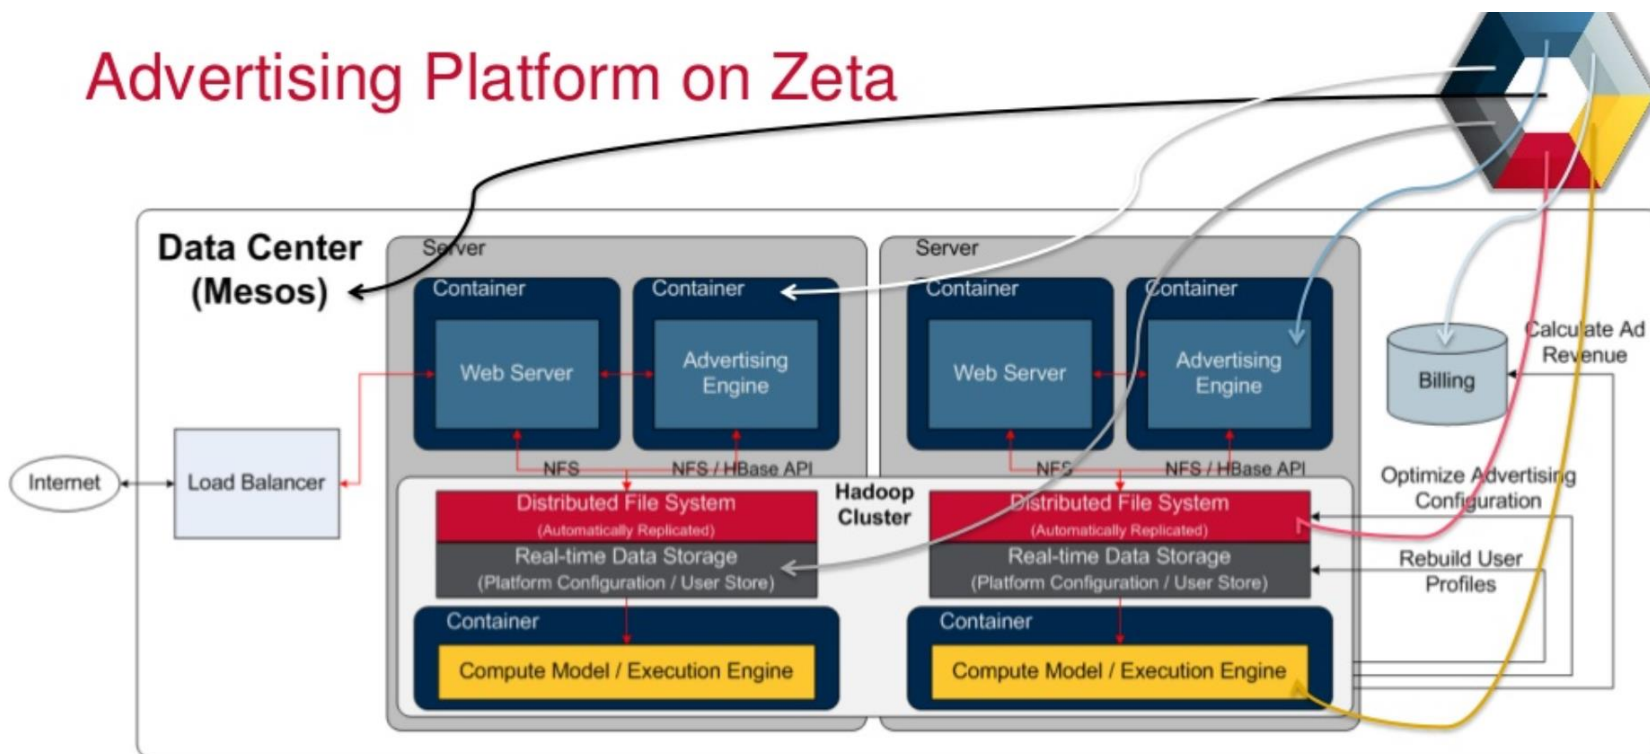 Advertising Platform on Zeta
Data Center
(Mesos)
Server
Container
Web Server
Container
Advertising
Engine
Server
Container
Web Server
Container
Advertising
Engine
Calculate Ad
Revenue
Billing
Internet
Load Balancer
NFS
NFS / HBase API
NFS
NFS / HBase API
Hadoop
Cluster
Distributed File System
(Automatically Replicated)
Real-time Data Storage
(Platform Configuration / User Store)
Distributed File System
(Automatically Replicated)
Real-time Data Storage
(Platform Configuration / User Store)
Optimize Advertising
Configuration
Rebuild User
Profiles
Container
Compute Model / Execution Engine
Container
Compute Model / Execution Engine